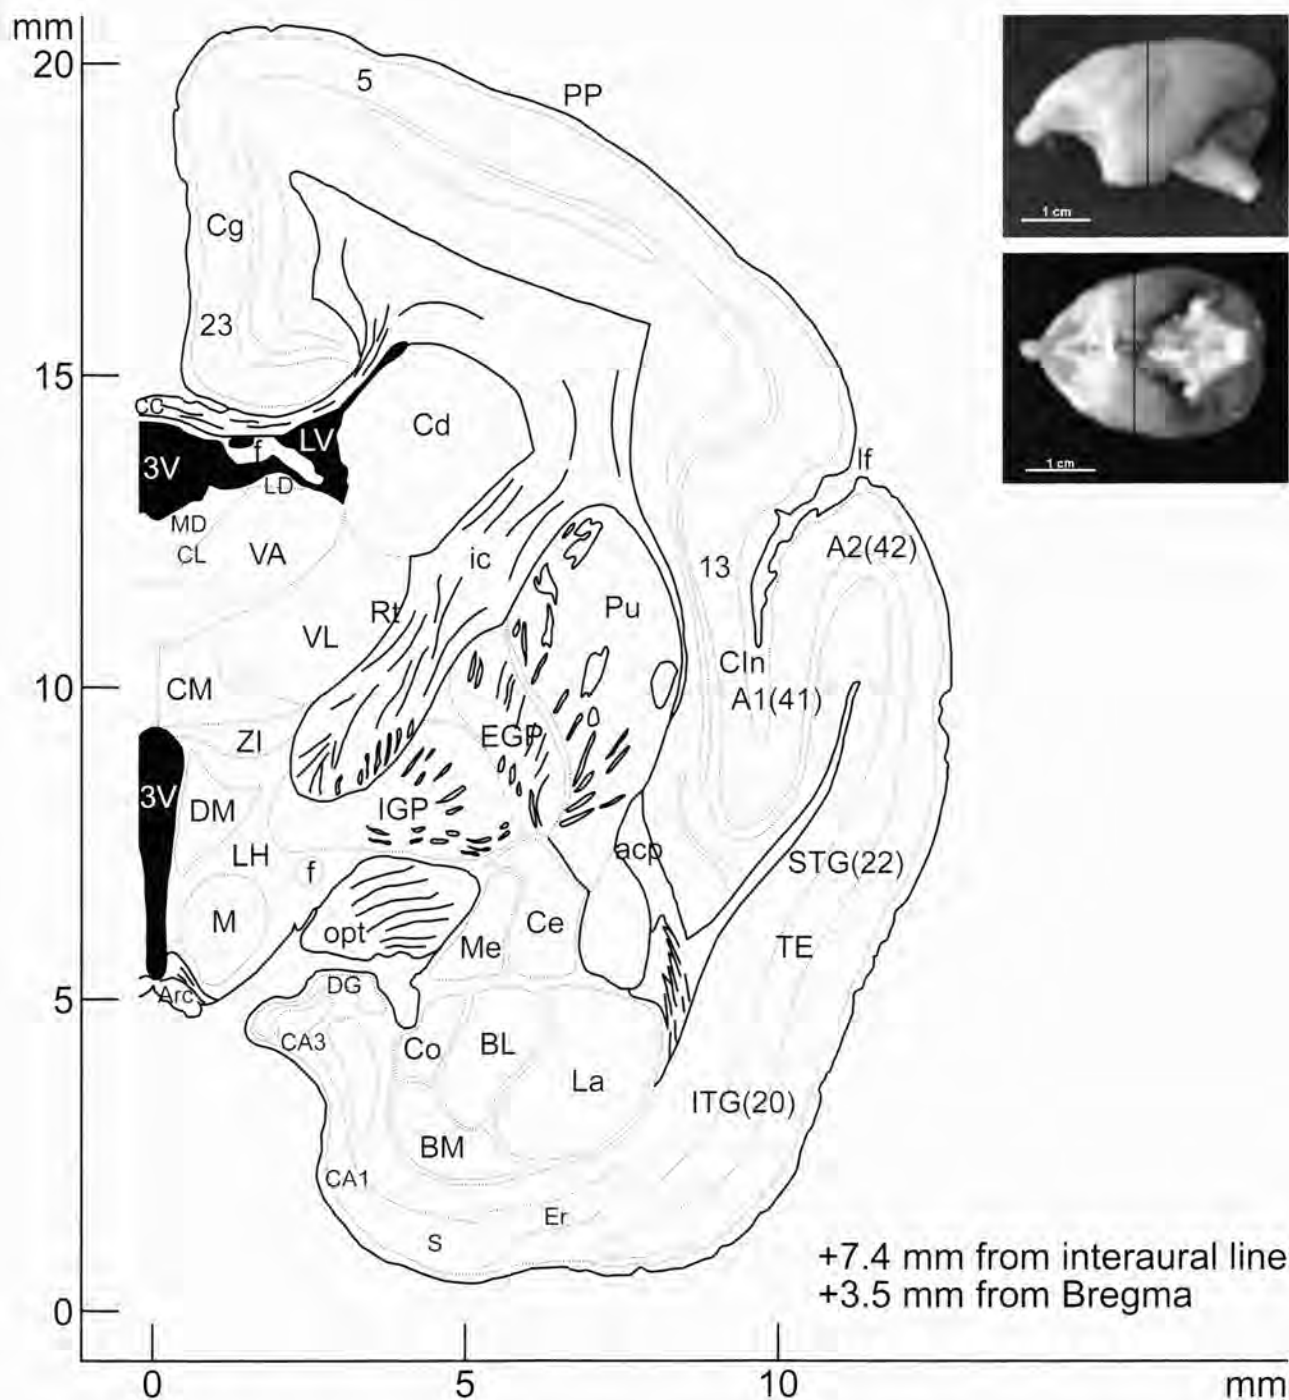 mm
20
5
PP
1 cm
Cg
23
15
CC
Cd
LV
f
3V
1 cm
LD
lf
MD
CL
VA
A2(42)
ic
13
Rt
Pu
VL
Cln
10
CM
A1(41)
ZI
EGP
3V
DM
IGP
LH
f
acp
STG(22)
M
opt
Me
Ce
TE
5
Arc
DG
CA3
Co
BL
La
ITG(20)
BM
CA1
Er
S
+7.4 mm from interaural line
+3.5 mm from Bregma
0
0
5
10
mm